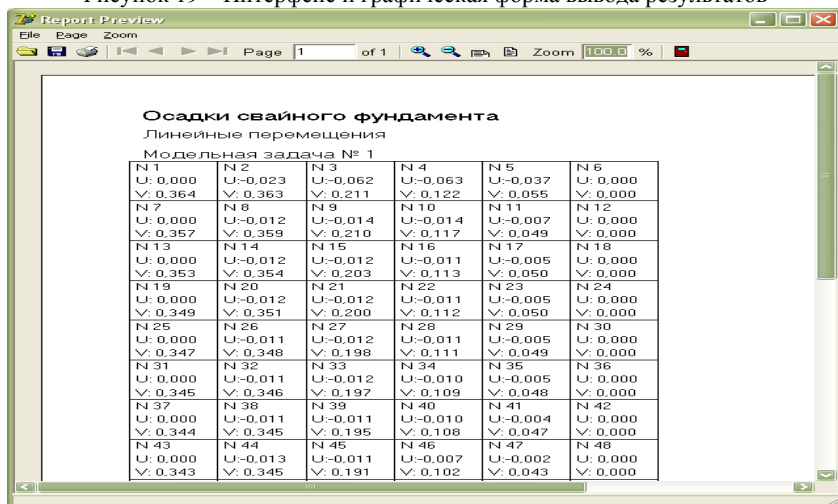 Рисунок 19 – Интерфейс и графическая форма вывода результатов
Report Preview
File Page Zoom
Page 1 of 1 Zoom 100.0 %
Осадки свайного фундамента
Линейные перемещения
Модельная задача № 1
N 1 N 2 N 3 N 4 N 5 N 6
U: 0,000 U:-0,023 U:-0,062 U:-0,063 U:-0,037 U: 0,000
V: 0,364 V: 0,363 V: 0,211 V: 0,122 V: 0,055 V: 0,000
N 7 N 8 N 9 N 10 N 11 N 12
U: 0,000 U:-0,012 U:-0,014 U:-0,014 U:-0,007 U: 0,000
V: 0,357 V: 0,359 V: 0,210 V: 0,117 V: 0,049 V: 0,000
N 13 N 14 N 15 N 16 N 17 N 18
U: 0,000 U:-0,012 U:-0,012 U:-0,011 U:-0,005 U: 0,000
V: 0,353 V: 0,354 V: 0,203 V: 0,113 V: 0,050 V: 0,000
N 19 N 20 N 21 N 22 N 23 N 24
U: 0,000 U:-0,012 U:-0,012 U:-0,011 U:-0,005 U: 0,000
V: 0,349 V: 0,351 V: 0,200 V: 0,112 V: 0,050 V: 0,000
N 25 N 26 N 27 N 28 N 29 N 30
U: 0,000 U:-0,011 U:-0,012 U:-0,011 U:-0,005 U: 0,000
V: 0,347 V: 0,348 V: 0,198 V: 0,111 V: 0,049 V: 0,000
N 31 N 32 N 33 N 34 N 35 N 36
U: 0,000 U:-0,011 U:-0,012 U:-0,010 U:-0,005 U: 0,000
V: 0,345 V: 0,346 V: 0,197 V: 0,109 V: 0,048 V: 0,000
N 37 N 38 N 39 N 40 N 41 N 42
U: 0,000 U:-0,011 U:-0,011 U:-0,010 U:-0,004 U: 0,000
V: 0,344 V: 0,345 V: 0,195 V: 0,108 V: 0,047 V: 0,000
N 43 N 44 N 45 N 46 N 47 N 48
U: 0,000 U:-0,013 U:-0,011 U:-0,007 U:-0,002 U: 0,000
V: 0,343 V: 0,345 V: 0,191 V: 0,102 V: 0,043 V: 0,000